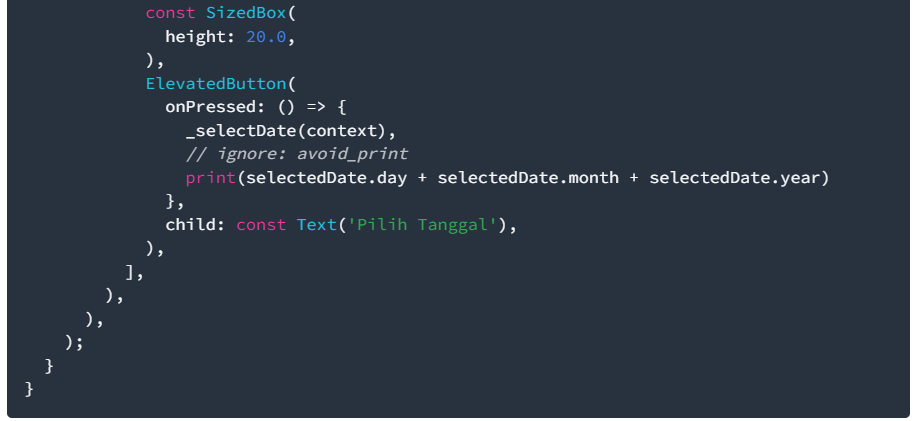 const SizedBox(
              height: 20.0,
            ),
            ElevatedButton(
              onPressed: () => {
                _selectDate(context),
                // ignore: avoid_print
                print(selectedDate.day + selectedDate.month + selectedDate.year)
              },
              child: const Text('Pilih Tanggal'),
            ),
          ],
        ),
      ),
    );
  }
}